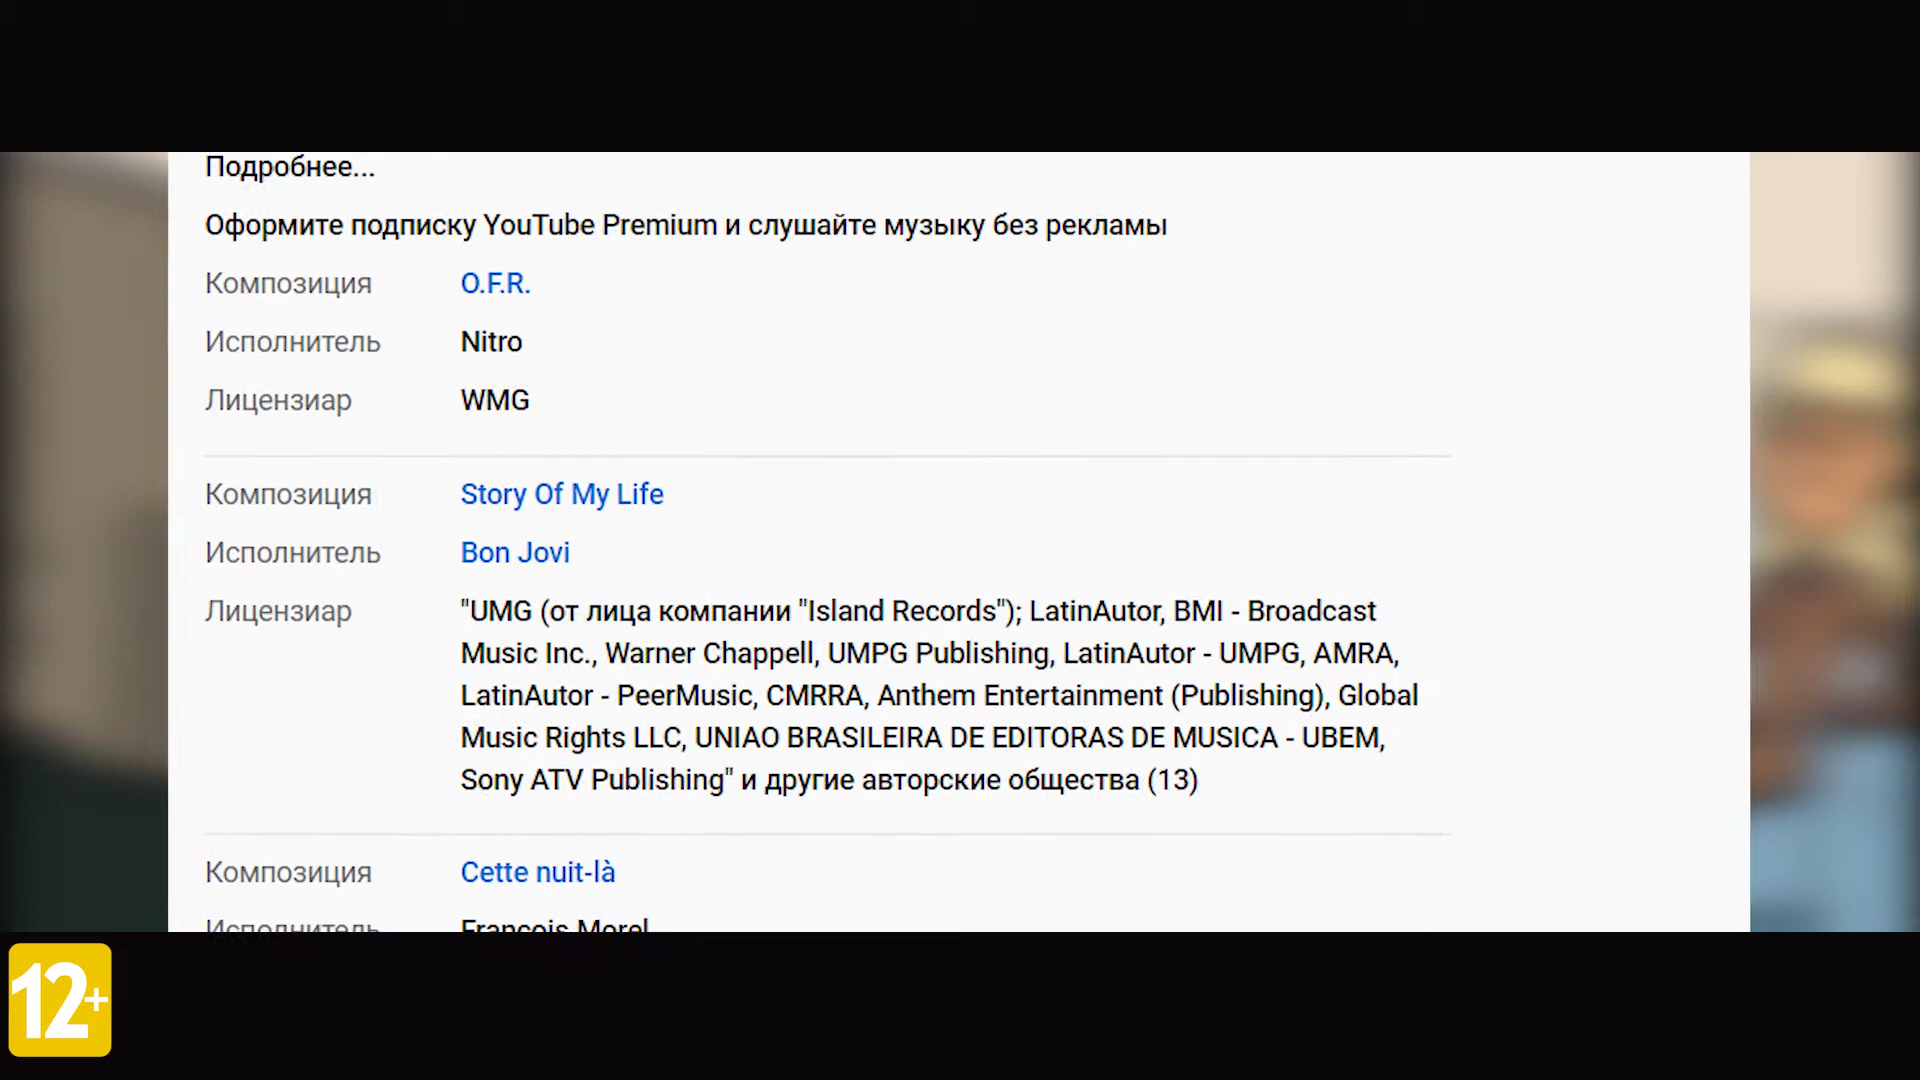 Подробнее...
Оформите подписку YouTube Premium и слушайте музыку без рекламы
Композиция O.F.R.
Исполнитель Nitro
Лицензиар WMG
Композиция Story Of My Life
Исполнитель Bon Jovi
Лицензиар "UMG (от лица компании "Island Records"); LatinAutor, BMI - Broadcast
Music Inc., Warner Chappell, UMPG Publishing, LatinAutor - UMPG, AMRA,
LatinAutor - PeerMusic, CMRRA, Anthem Entertainment (Publishing), Global
Music Rights LLC, UNIAO BRASILEIRA DE EDITORAS DE MUSICA - UBEM,
Sony ATV Publishing" и другие авторские общества (13)
Композиция Cette nuit-là
Исполнитель François Morel
12+